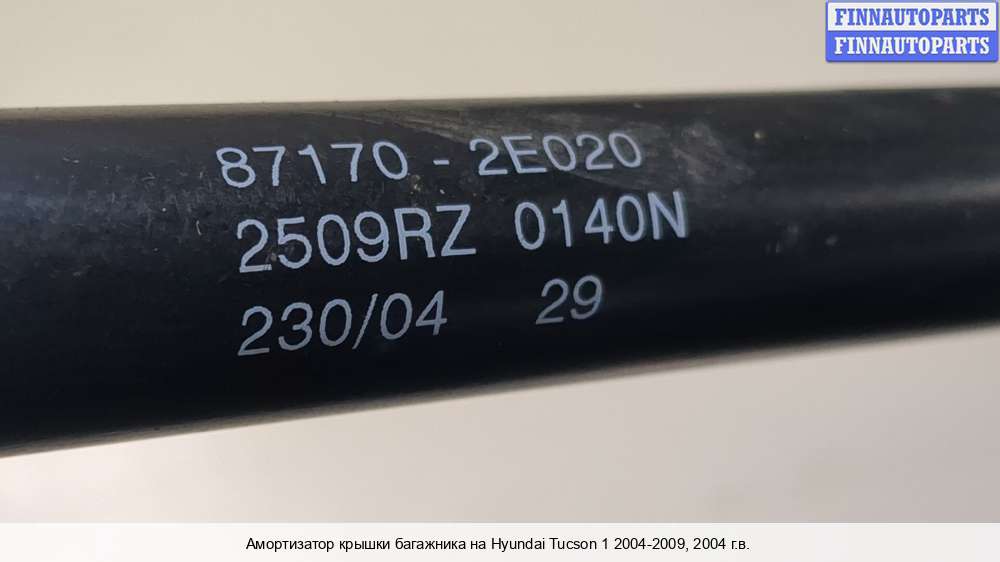 FINNAUTOPARTS
FINNAUTOPARTS
87170 - 2E020
2509RZ 0140N
230/04 29
Амортизатор крышки багажника на Hyundai Tucson 1 2004-2009, 2004 г.в.